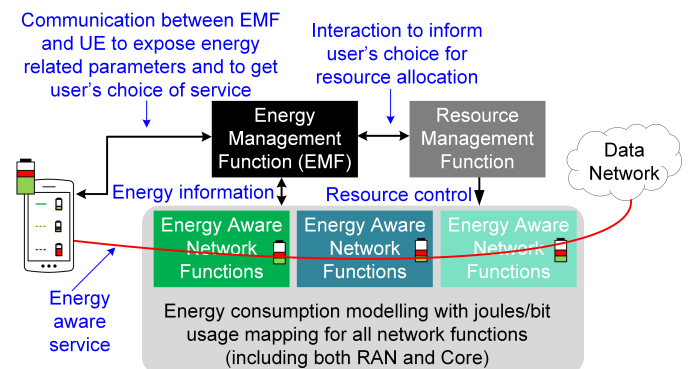 Communication between EMF
and UE to expose energy
related parameters and to get
user's choice of service
Interaction to inform
user's choice for
resource allocation
Energy
Management
Function (EMF)
Resource
Management
Function
Data
Network
Energy information
Resource control
Energy Aware
Network
Functions
Energy Aware
Network
Functions
Energy Aware
Network
Functions
Energy
aware
service
Energy consumption modelling with joules/bit
usage mapping for all network functions
(including both RAN and Core)